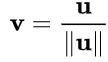 𝐯 = 𝐮 / ‖𝐮‖